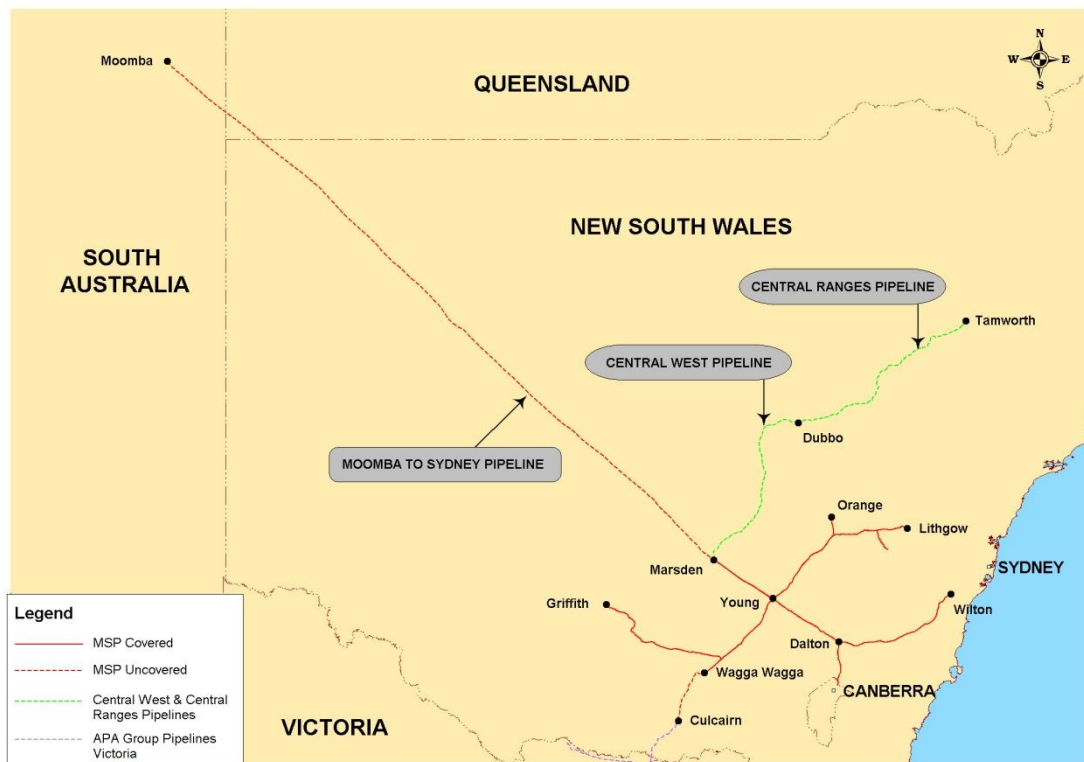 Moomba
N
W
E
S
QUEENSLAND
NEW SOUTH WALES
SOUTH
AUSTRALIA
CENTRAL RANGES PIPELINE
Tamworth
CENTRAL WEST PIPELINE
Dubbo
MOOMBA TO SYDNEY PIPELINE
Orange
Lithgow
Marsden
SYDNEY
Young
Griffith
Wilton
Dalton
Wagga Wagga
CANBERRA
Culcairn
VICTORIA
Legend
MSP Covered
MSP Uncovered
Central West & Central
Ranges Pipelines
APA Group Pipelines
Victoria